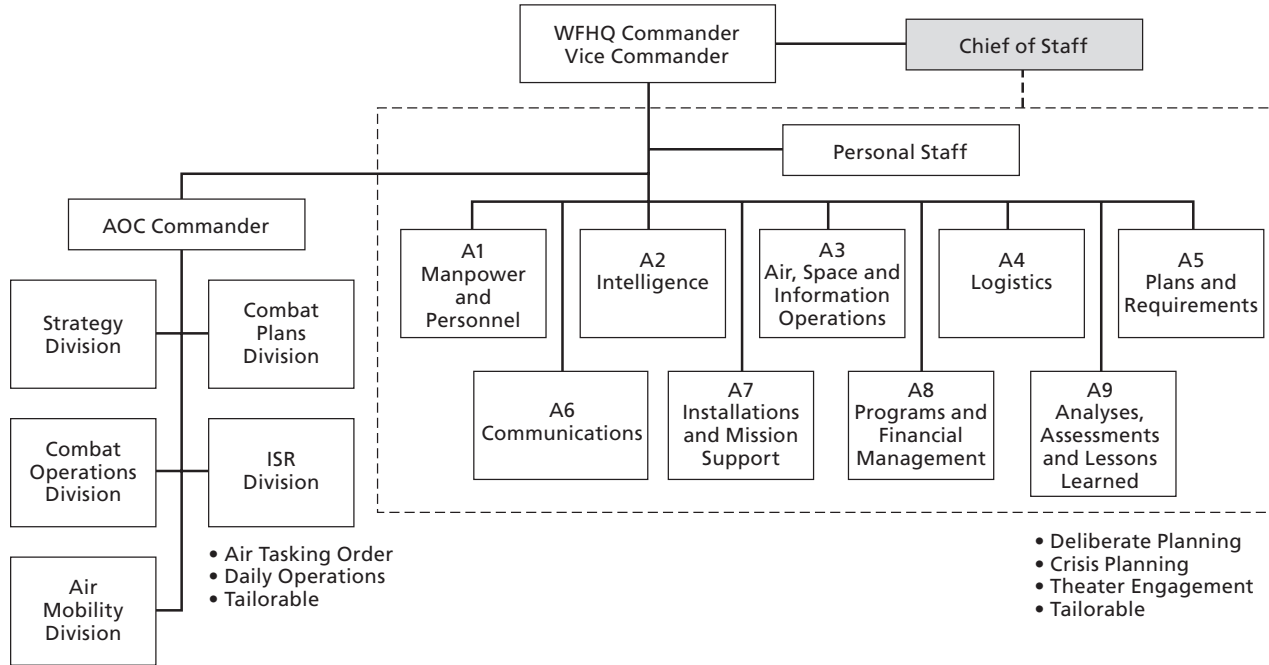 WFHQ Commander
Vice Commander
Chief of Staff
Personal Staff
AOC Commander
A1
Manpower
and
Personnel
A2
Intelligence
A3
Air, Space and
Information
Operations
A4
Logistics
A5
Plans and
Requirements
Strategy
Division
Combat
Plans
Division
A6
Communications
A7
Installations
and Mission
Support
A8
Programs and
Financial
Management
A9
Analyses,
Assessments
and Lessons
Learned
Combat
Operations
Division
ISR
Division
Air
Mobility
Division
• Air Tasking Order
• Daily Operations
• Tailorable
• Deliberate Planning
• Crisis Planning
• Theater Engagement
• Tailorable